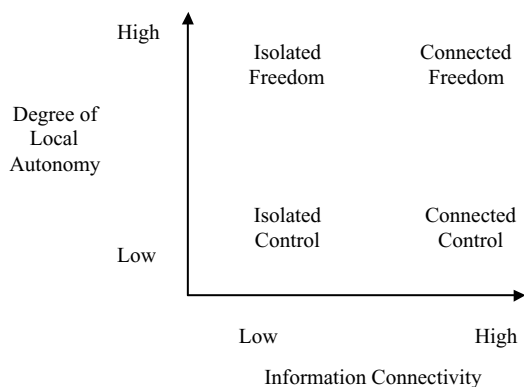 High
Isolated
Freedom
Connected
Freedom
Degree of
Local
Autonomy
Isolated
Control
Connected
Control
Low
Low
High
Information Connectivity